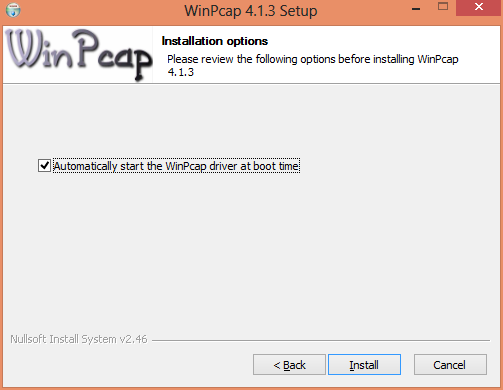 WinPcap 4.1.3 Setup
WinPcap
Installation options
Please review the following options before installing WinPcap
4.1.3
Automatically start the WinPcap driver at boot time
Nullsoft Install System v2.46
< Back
Install
Cancel